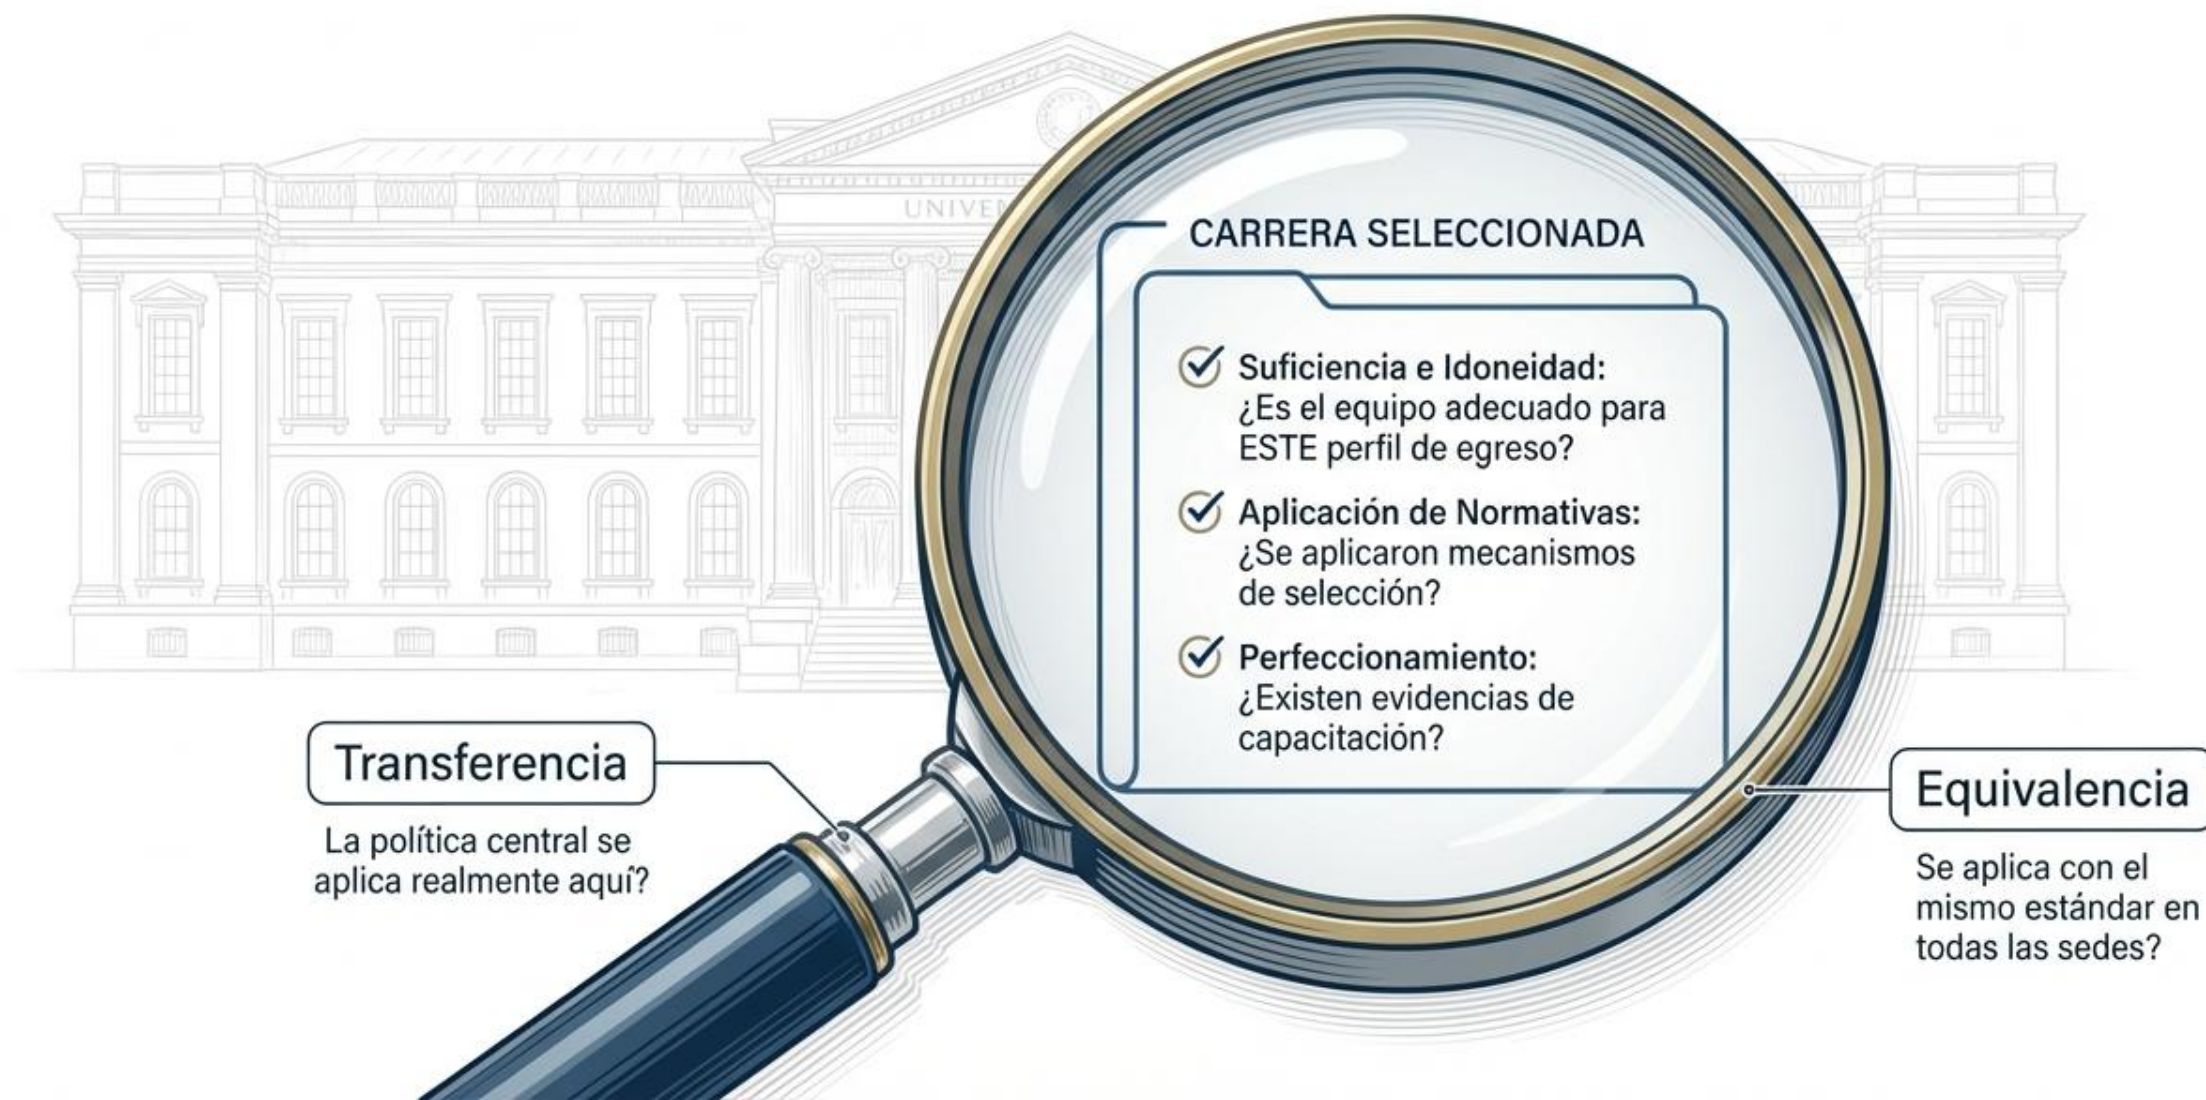 UNIVER
CARRERA SELECCIONADA
Suficiencia e Idoneidad:
¿Es el equipo adecuado para
ESTE perfil de egreso?
Aplicación de Normativas:
¿Se aplicaron mecanismos
de selección?
Perfeccionamiento:
¿Existen evidencias de
capacitación?
Transferencia
La política central se
aplica realmente aquí?
Equivalencia
Se aplica con el
mismo estándar en
todas las sedes?